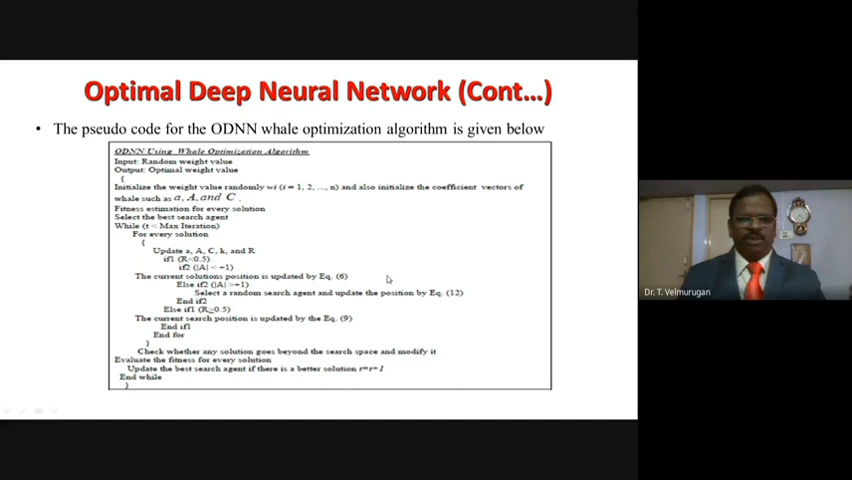 Optimal Deep Neural Network (Cont...)
• The pseudo code for the ODNN whale optimization algorithm is given below
ODNN Using Whale Optimization Algorithm
Input: Random weight value
Output: Optimal weight value
{
Initialize the weight value randomly wi (i = 1, 2, ..., n) and also initialize the coefficient vectors of
whale such as a, A, and C .
Fitness estimation for every solution
Select the best search agent
While (t < Max Iteration)
For every solution
{
Update a, A, C, k, and R
if1 (R<0.5)
if2 (|A| < +1)
The current solutions position is updated by Eq. (6)
Else if2 (|A| >+1)
Select a random search agent and update the position by Eq. (12)
End if2
Else if1 (R≥0.5)
The current search position is updated by the Eq. (9)
End if1
End for
}
Check whether any solution goes beyond the search space and modify it
Evaluate the fitness for every solution
Update the best search agent if there is a better solution t=t+1
End while
}
Dr. T. Velmurugan